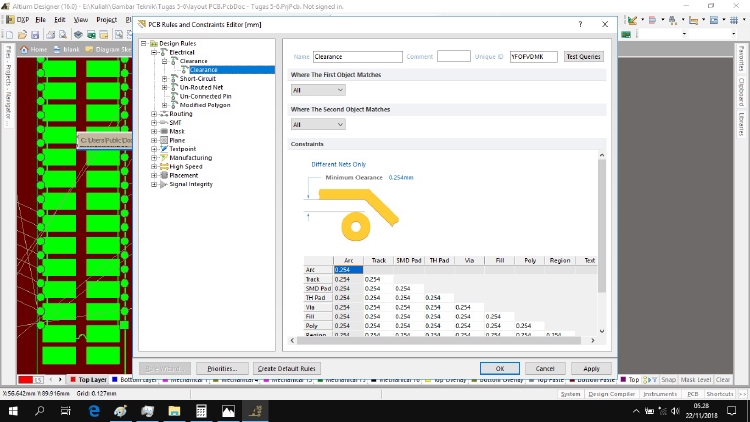 Altium Designer (16.0) - E:\Kuliah\Gambar Teknik\Tugas 5-6\layout PCB.PcbDoc - Tugas 5-6.PrjPcb. Not signed in.
DXP File Edit View Project
Home blank Diagram Ske
Files Projects Navigator
Favorites Clipboard Libraries
C:\Users\Public\Doc
PCB Rules and Constraints Editor [mm]
? X
Design Rules
Electrical
Clearance
Clearance
Short-Circuit
Un-Routed Net
Un-Connected Pin
Modified Polygon
Routing
SMT
Mask
Plane
Testpoint
Manufacturing
High Speed
Placement
Signal Integrity
Name Clearance Comment Unique ID YFOFVDMK Test Queries
Where The First Object Matches
All
Where The Second Object Matches
All
Constraints
Different Nets Only
Minimum Clearance 0.254mm
Arc Track SMD Pad TH Pad Via Fill Poly Region Text
Arc 0.254
Track 0.254 0.254
SMD Pad 0.254 0.254 0.254
TH Pad 0.254 0.254 0.254 0.254
Via 0.254 0.254 0.254 0.254 0.254
Fill 0.254 0.254 0.254 0.254 0.254 0.254
Poly 0.254 0.254 0.254 0.254 0.254 0.254 0.254
Region 0.254 0.254 0.254 0.254 0.254 0.254 0.254 0.254
Rule Wizard... Priorities... Create Default Rules OK Cancel Apply
LS Top Layer Bottom Layer Mechanical 1 Top Overlay Bottom Overlay Top Paste Bottom Paste Top Snap Mask Level Clear
X:56.642mm Y:89.916mm Grid: 0.127mm
System Design Compiler Instruments PCB Shortcuts >>
05.28
22/11/2018